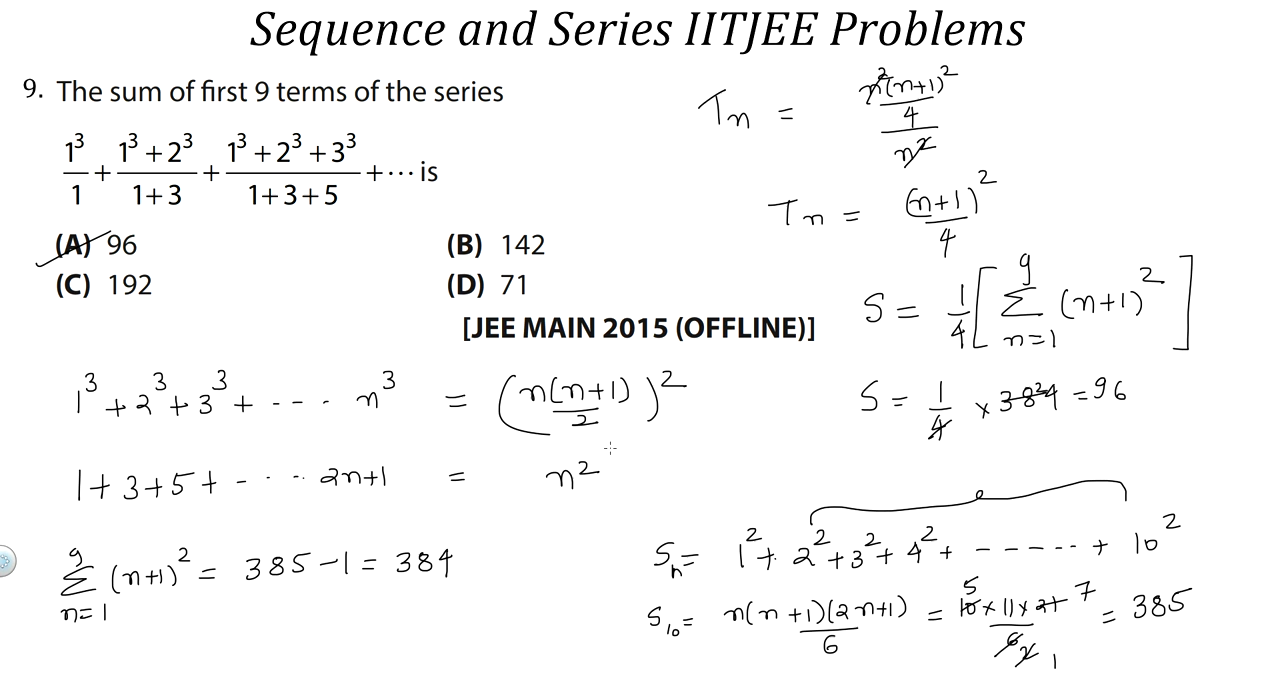 Sequence and Series IITJEE Problems
9. The sum of first 9 terms of the series
1³/1 + (1³+2³)/(1+3) + (1³+2³+3³)/(1+3+5) + ⋯ is
(A) 96
(B) 142
(C) 192
(D) 71
[JEE MAIN 2015 (OFFLINE)]
1³ + 2³ + 3³ + - - - - n³ = (n(n+1)/2)²
1 + 3 + 5 + - - - - 2n+1 = n²
9 Σ n=1 (n+1)² = 385 - 1 = 384
Tn = (n²(n+1)²/4)/n²
Tn = (n+1)²/4
S = 1/4 [ 9 Σ n=1 (n+1)² ]
S = 1/4 × 384 = 96
Sn = 1² + 2² + 3² + 4² + - - - - - - + 10²
S10 = n(n+1)(2n+1)/6 = 5 10 × 11 × 21 7 / 6 2 1 = 385